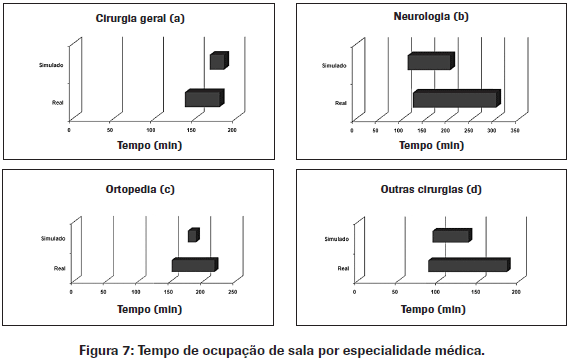 Cirurgia geral (a)
Simulado
Real
0 50 100 150 200
Tempo (min)
Neurologia (b)
Simulado
Real
0 50 100 150 200 250 300 350
Tempo (min)
Ortopedia (c)
Simulado
Real
0 50 100 150 200 250
Tempo (min)
Outras cirurgias (d)
Simulado
Real
0 50 100 150 200
Tempo (min)
Figura 7: Tempo de ocupação de sala por especialidade médica.